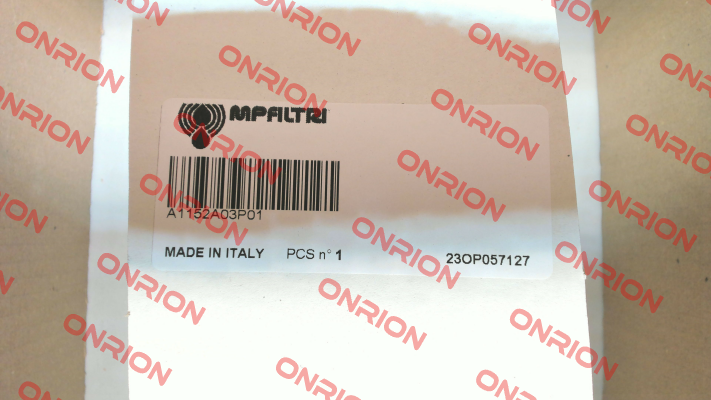 MPFILTRI
A1152A03P01
MADE IN ITALY PCS n° 1 23OP057127
ONRION